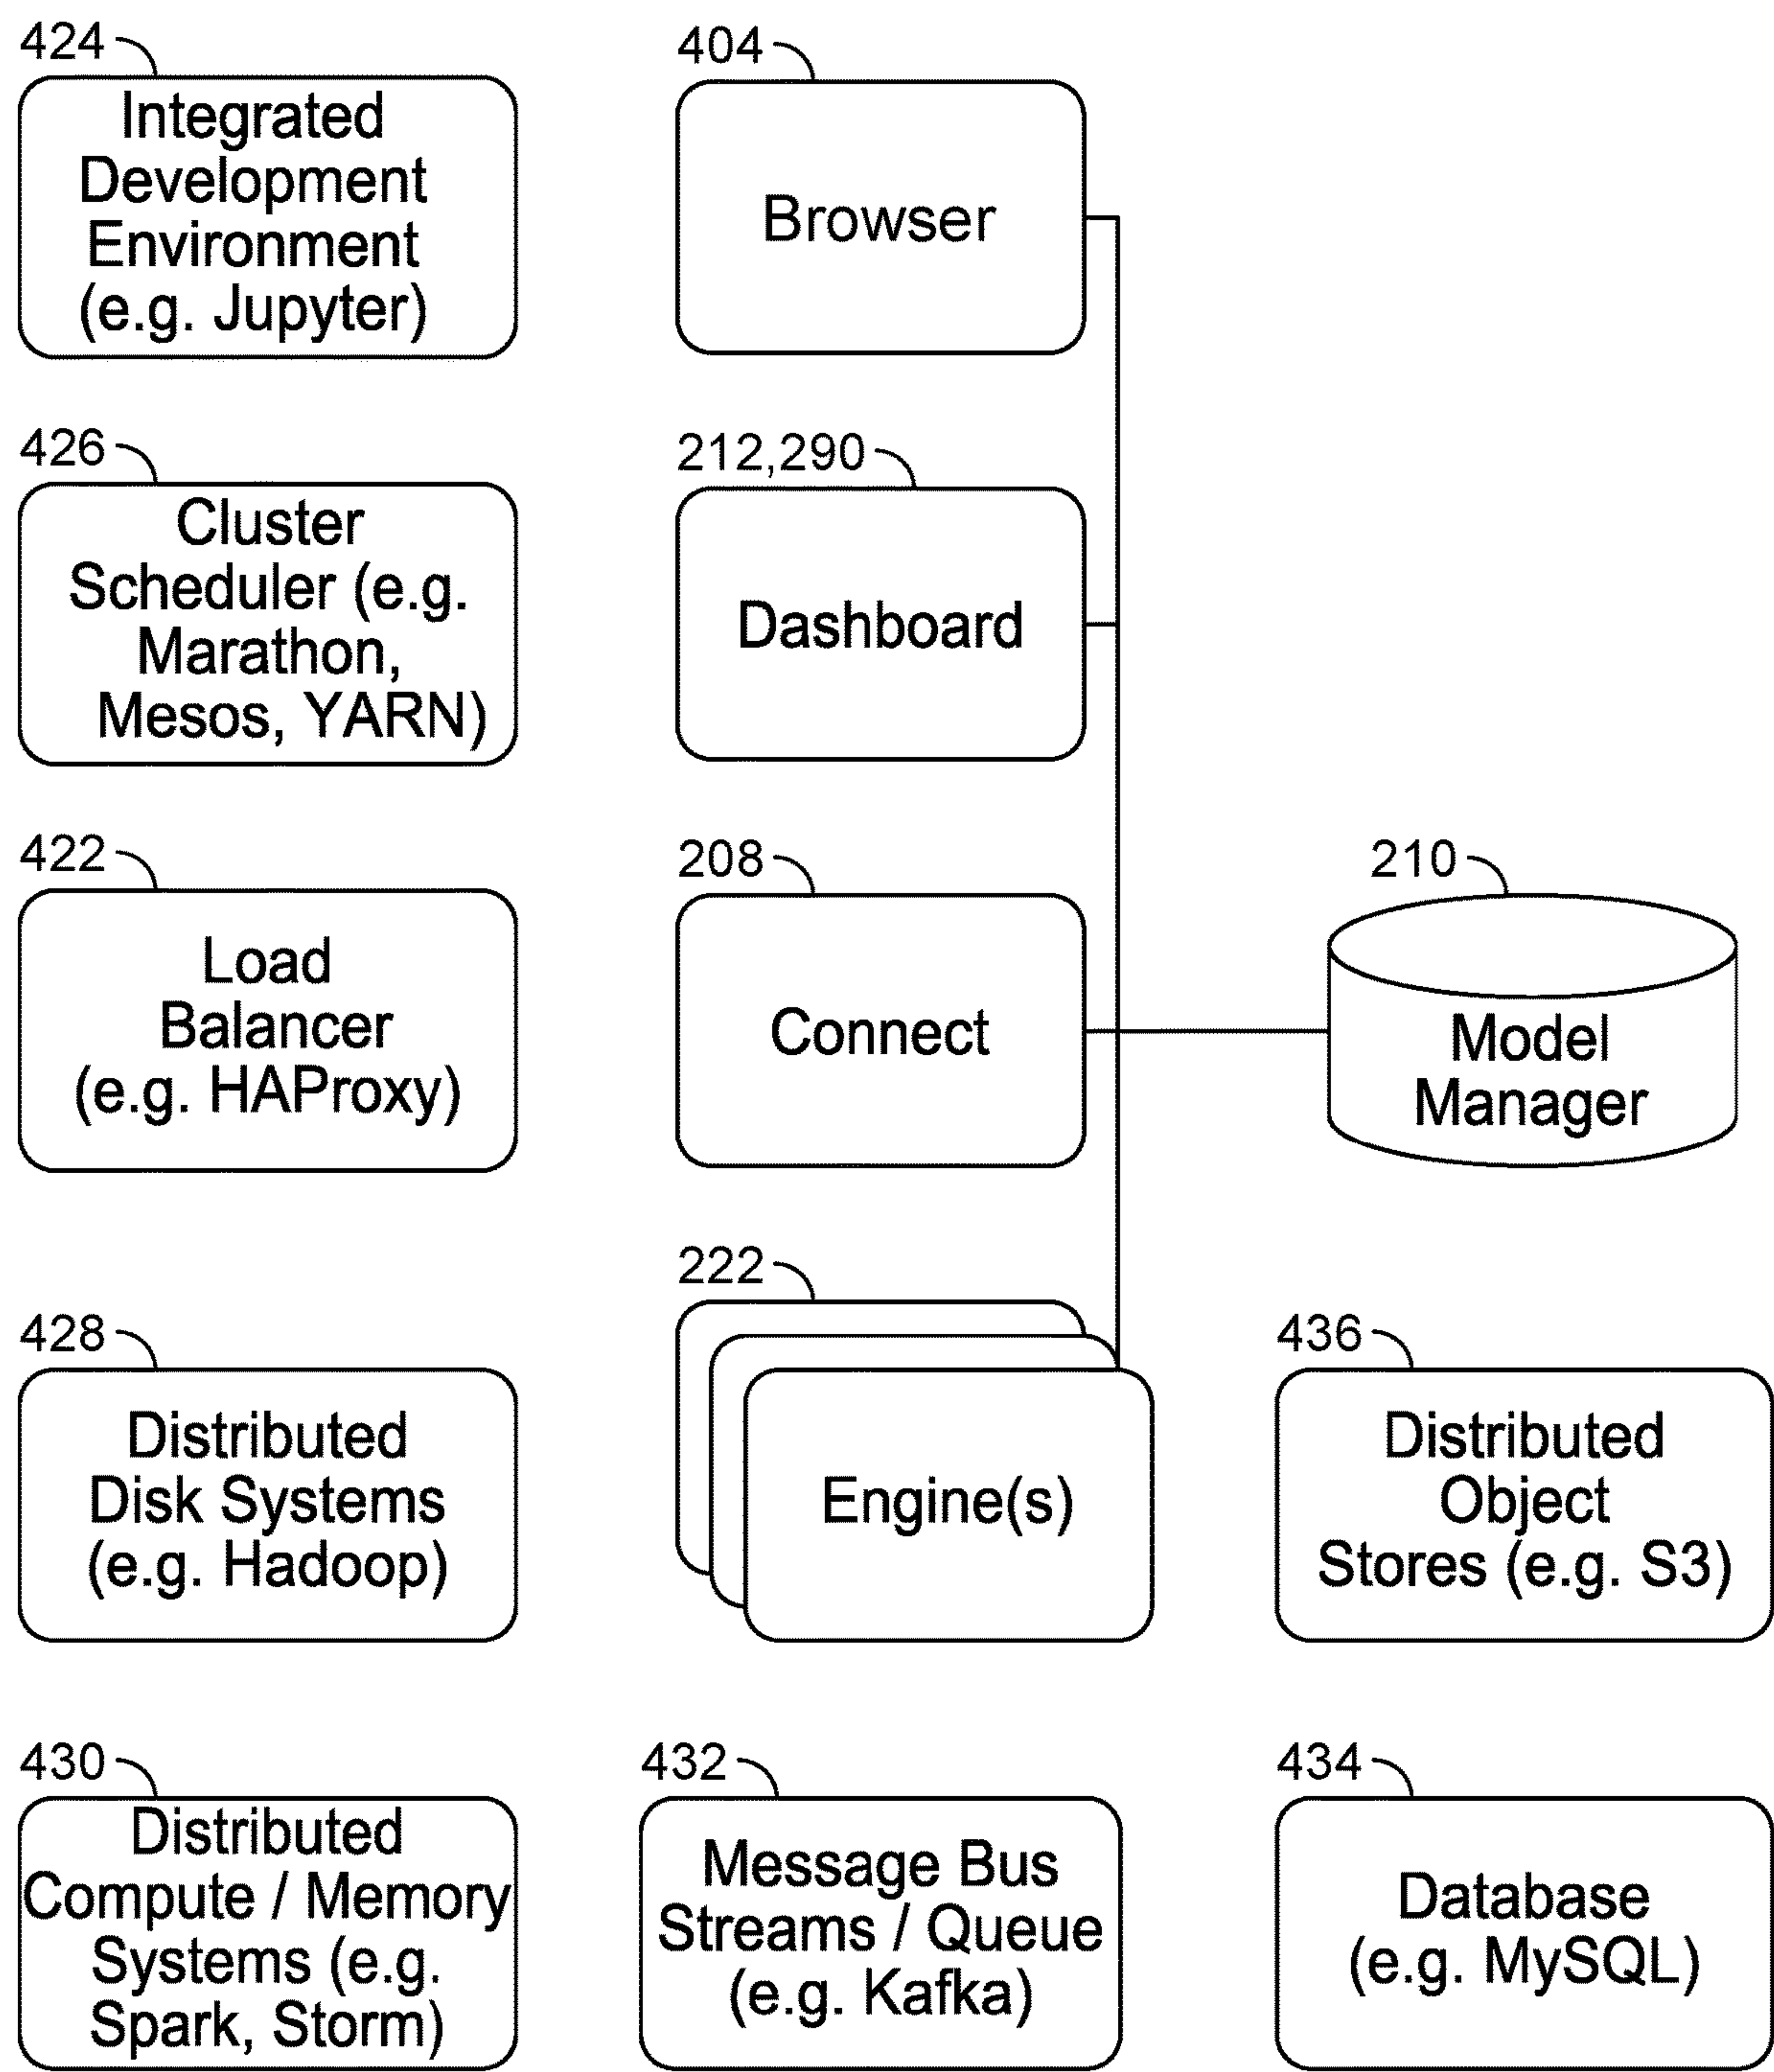 424
Integrated
Development
Environment
(e.g. Jupyter)
404
Browser
426
Cluster
Scheduler (e.g.
Marathon,
Mesos, YARN)
212,290
Dashboard
422
Load
Balancer
(e.g. HAProxy)
208
Connect
210
Model
Manager
428
Distributed
Disk Systems
(e.g. Hadoop)
222
Engine(s)
436
Distributed
Object
Stores (e.g. S3)
430
Distributed
Compute / Memory
Systems (e.g.
Spark, Storm)
432
Message Bus
Streams / Queue
(e.g. Kafka)
434
Database
(e.g. MySQL)